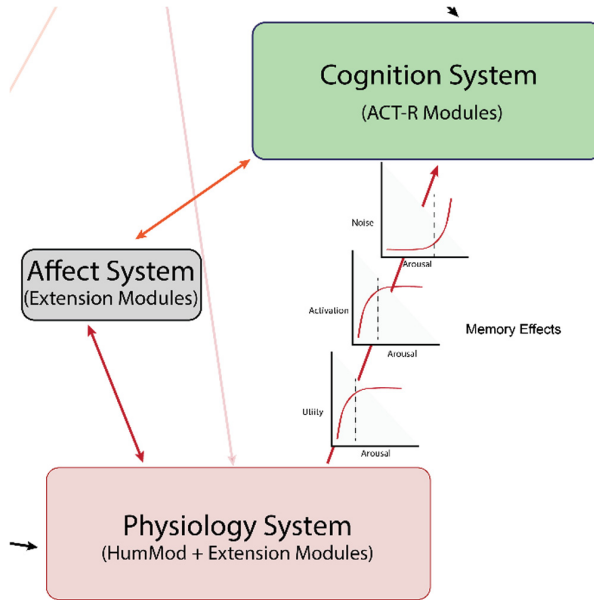 Cognition System
(ACT-R Modules)
Noise
Arousal
Affect System
(Extension Modules)
Activation
Arousal
Memory Effects
Utliity
Arousal
Physiology System
(HumMod + Extension Modules)